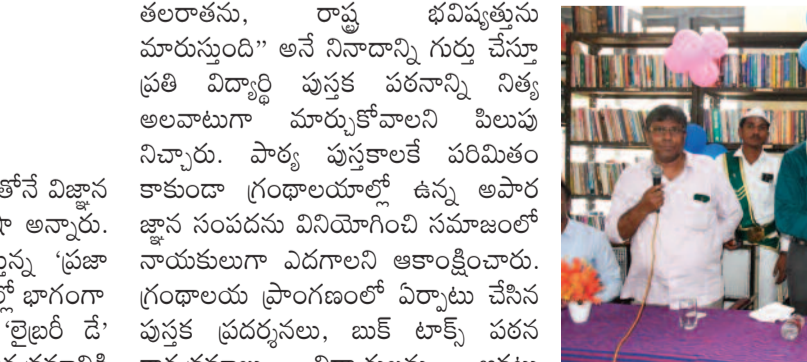 తోనే విజ్ఞాన
అన్నారు.
'ప్రజా
భాగంగా
'లైబ్రరీ డే'
తలరాతను, రాష్ట్ర భవిష్యత్తును
మారుస్తుంది" అనే నినాదాన్ని గుర్తు చేస్తూ
ప్రతి విద్యార్థి పుస్తక పఠనాన్ని నిత్య
అలవాటుగా మార్చుకోవాలని పిలుపు
నిచ్చారు. పాఠ్య పుస్తకాలకే పరిమితం
కాకుండా గ్రంథాలయాల్లో ఉన్న అపార
జ్ఞాన సంపదను వినియోగించి సమాజంలో
నాయకులుగా ఎదగాలని ఆకాంక్షించారు.
గ్రంథాలయ ప్రాంగణంలో ఏర్పాటు చేసిన
పుస్తక ప్రదర్శనలు, బుక్ టాక్స్ పఠన